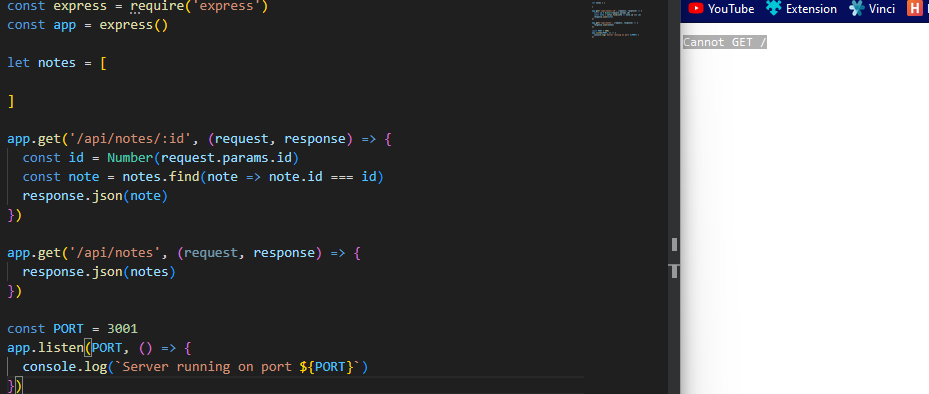 const express = require('express')
const app = express()
let notes = [
]
app.get('/api/notes/:id', (request, response) => {
const id = Number(request.params.id)
const note = notes.find(note => note.id === id)
response.json(note)
})
app.get('/api/notes', (request, response) => {
response.json(notes)
})
const PORT = 3001
app.listen(PORT, () => {
console.log(`Server running on port ${PORT}`)
})
YouTube Extension Vinci H
Cannot GET /